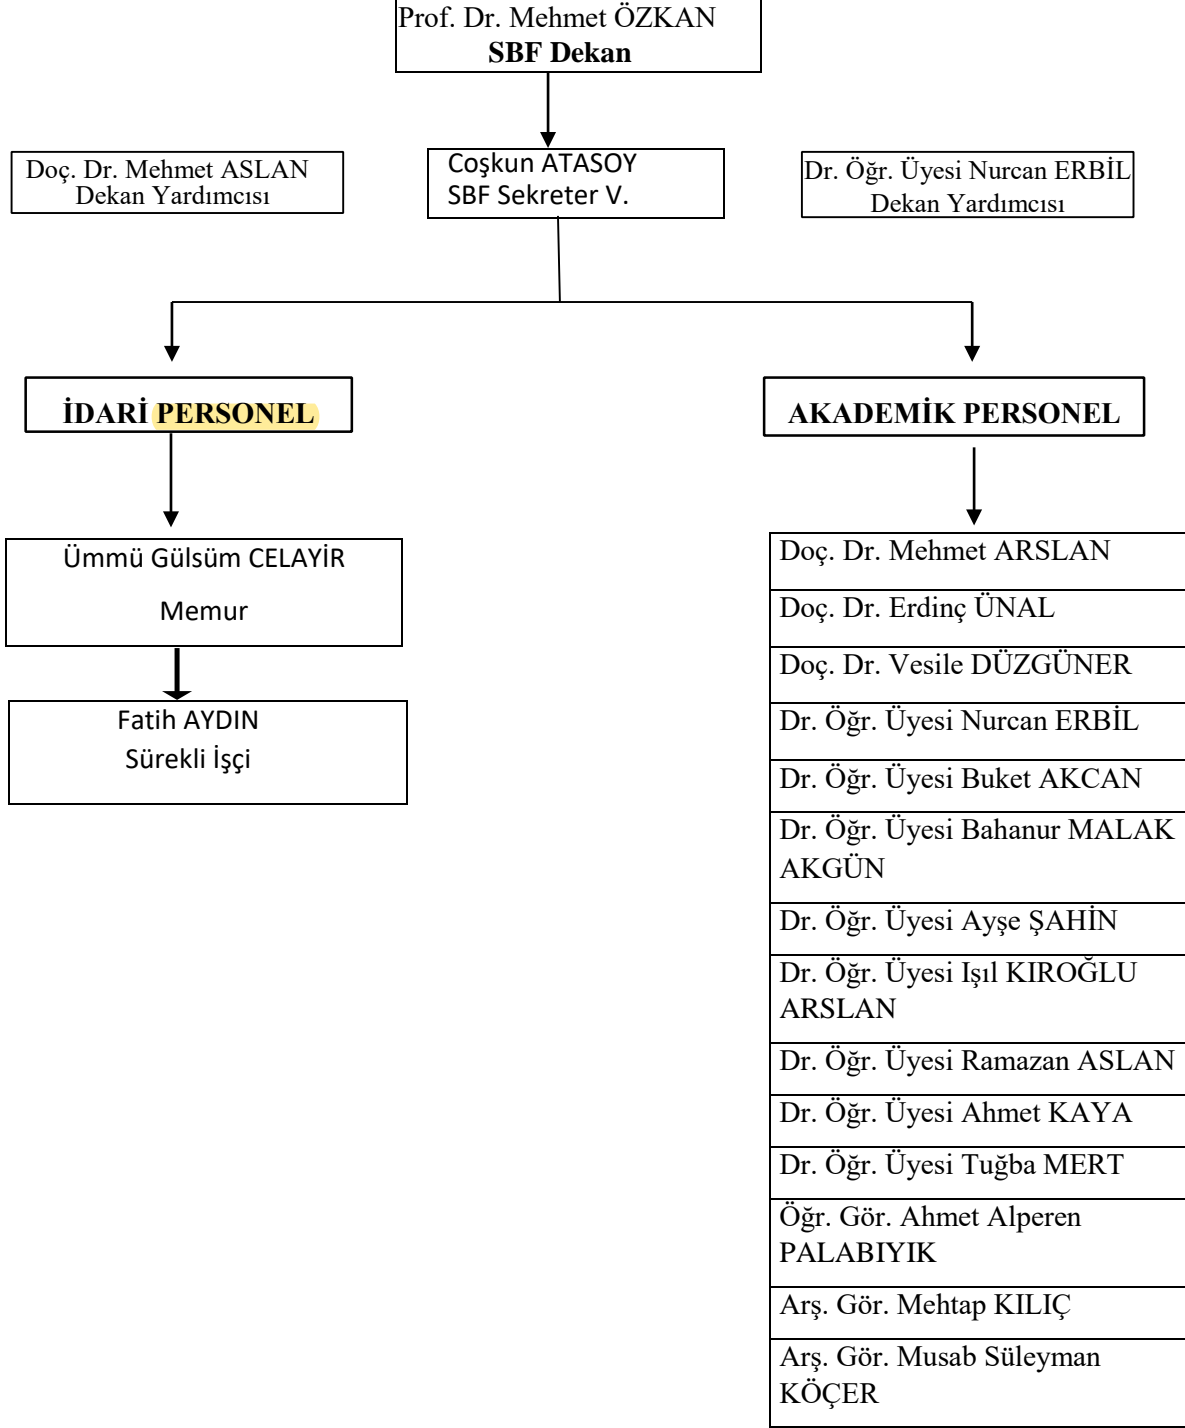 Prof. Dr. Mehmet ÖZKAN
SBF Dekan
Doç. Dr. Mehmet ASLAN
Dekan Yardımcısı
Coşkun ATASOY
SBF Sekreter V.
Dr. Öğr. Üyesi Nurcan ERBİL
Dekan Yardımcısı
İDARİ PERSONEL
AKADEMİK PERSONEL
Ümmü Gülsüm CELAYİR
Memur
Fatih AYDIN
Sürekli İşçi
Doç. Dr. Mehmet ARSLAN
Doç. Dr. Erdinç ÜNAL
Doç. Dr. Vesile DÜZGÜNER
Dr. Öğr. Üyesi Nurcan ERBİL
Dr. Öğr. Üyesi Buket AKCAN
Dr. Öğr. Üyesi Bahanur MALAK
AKGÜN
Dr. Öğr. Üyesi Ayşe ŞAHİN
Dr. Öğr. Üyesi Işıl KIROĞLU
ARSLAN
Dr. Öğr. Üyesi Ramazan ASLAN
Dr. Öğr. Üyesi Ahmet KAYA
Dr. Öğr. Üyesi Tuğba MERT
Öğr. Gör. Ahmet Alperen
PALABIYIK
Arş. Gör. Mehtap KILIÇ
Arş. Gör. Musab Süleyman
KÖÇER